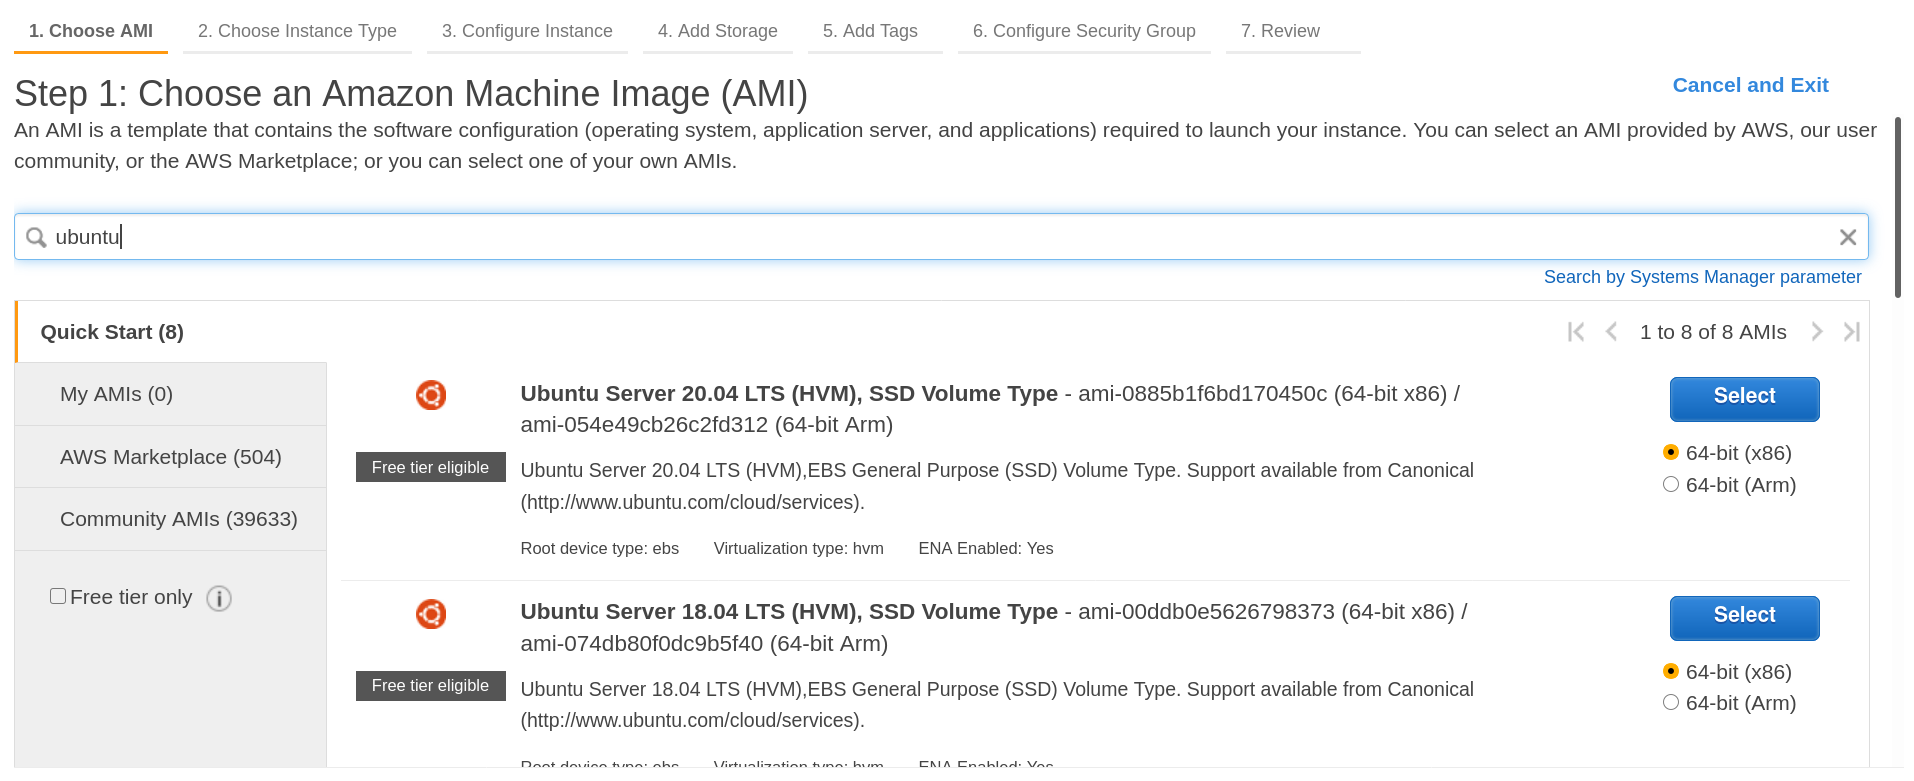 1. Choose AMI 2. Choose Instance Type 3. Configure Instance 4. Add Storage 5. Add Tags 6. Configure Security Group 7. Review
Step 1: Choose an Amazon Machine Image (AMI)
Cancel and Exit
An AMI is a template that contains the software configuration (operating system, application server, and applications) required to launch your instance. You can select an AMI provided by AWS, our user
community, or the AWS Marketplace; or you can select one of your own AMIs.
ubuntu
Search by Systems Manager parameter
Quick Start (8)
1 to 8 of 8 AMIs
My AMIs (0)
AWS Marketplace (504)
Community AMIs (39633)
Free tier only
Ubuntu Server 20.04 LTS (HVM), SSD Volume Type - ami-0885b1f6bd170450c (64-bit x86) /
ami-054e49cb26c2fd312 (64-bit Arm)
Free tier eligible
Ubuntu Server 20.04 LTS (HVM),EBS General Purpose (SSD) Volume Type. Support available from Canonical
(http://www.ubuntu.com/cloud/services).
Root device type: ebs Virtualization type: hvm ENA Enabled: Yes
Select
64-bit (x86)
64-bit (Arm)
Ubuntu Server 18.04 LTS (HVM), SSD Volume Type - ami-00ddb0e5626798373 (64-bit x86) /
ami-074db80f0dc9b5f40 (64-bit Arm)
Free tier eligible
Ubuntu Server 18.04 LTS (HVM),EBS General Purpose (SSD) Volume Type. Support available from Canonical
(http://www.ubuntu.com/cloud/services).
Root device type: ebs Virtualization type: hvm ENA Enabled: Yes
Select
64-bit (x86)
64-bit (Arm)